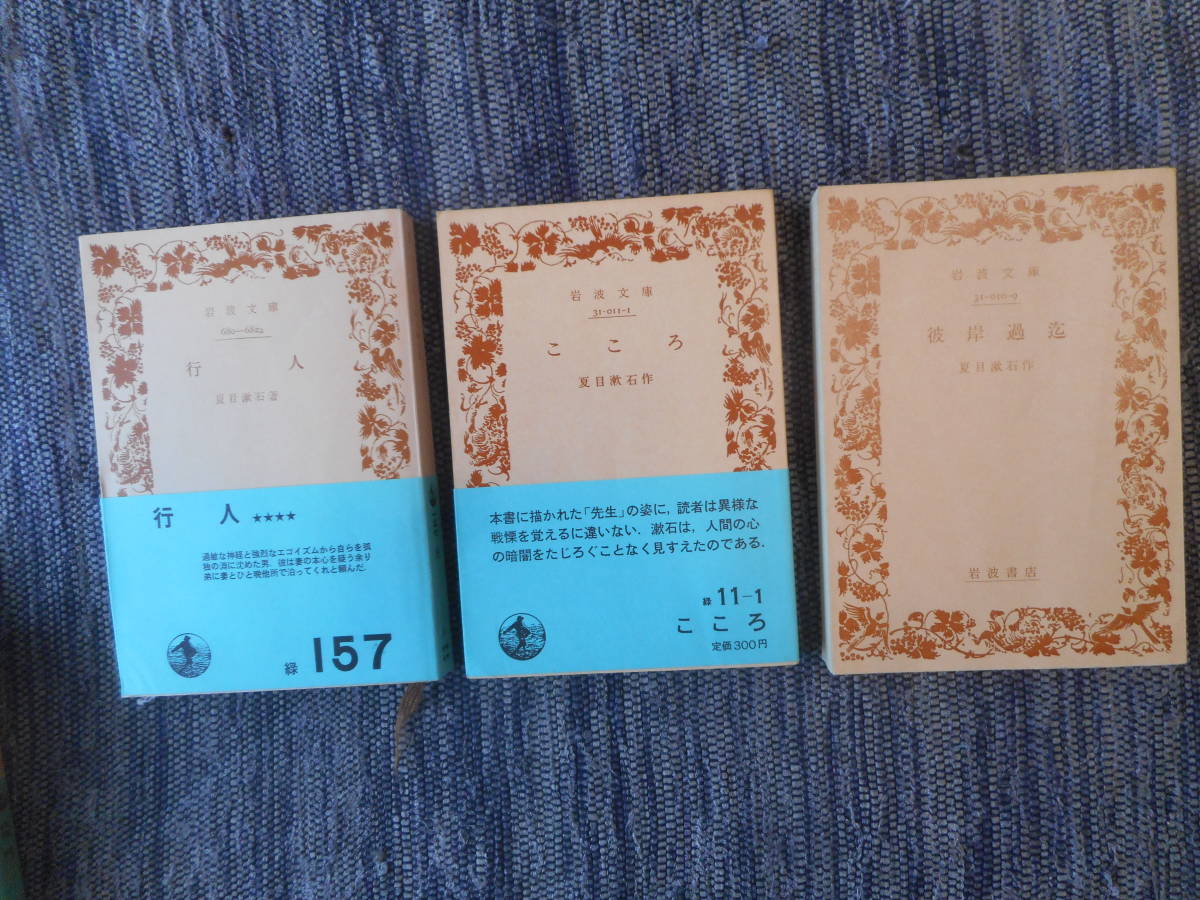 岩波文庫
680—682a
行人
夏目漱石著
行人 ★★★★
過敏な神経と強烈なエゴイズムから自らを孤
独の淵に沈めた男．彼は妻の本心を疑う余り
弟に妻とひと晩他所で泊ってくれと頼んだ．
緑 157
岩波文庫
31-011-1
こころ
夏目漱石作
本書に描かれた「先生」の姿に，読者は異様な
戦慄を覚えるに違いない．漱石は，人間の心
の暗闇をたじろぐことなく見すえたのである．
緑 11-1
こころ
定価300円
岩波文庫
31-010-9
彼岸過迄
夏目漱石作
岩波書店